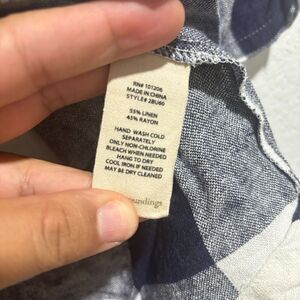 RN# 101206
MADE IN CHINA
STYLE# 2BU60
55% LINEN
45% RAYON
HAND WASH COLD
SEPARATELY
ONLY NON-CHLORINE
BLEACH WHEN NEEDED
HANG TO DRY
COOL IRON IF NEEDED
MAY BE DRY CLEANED